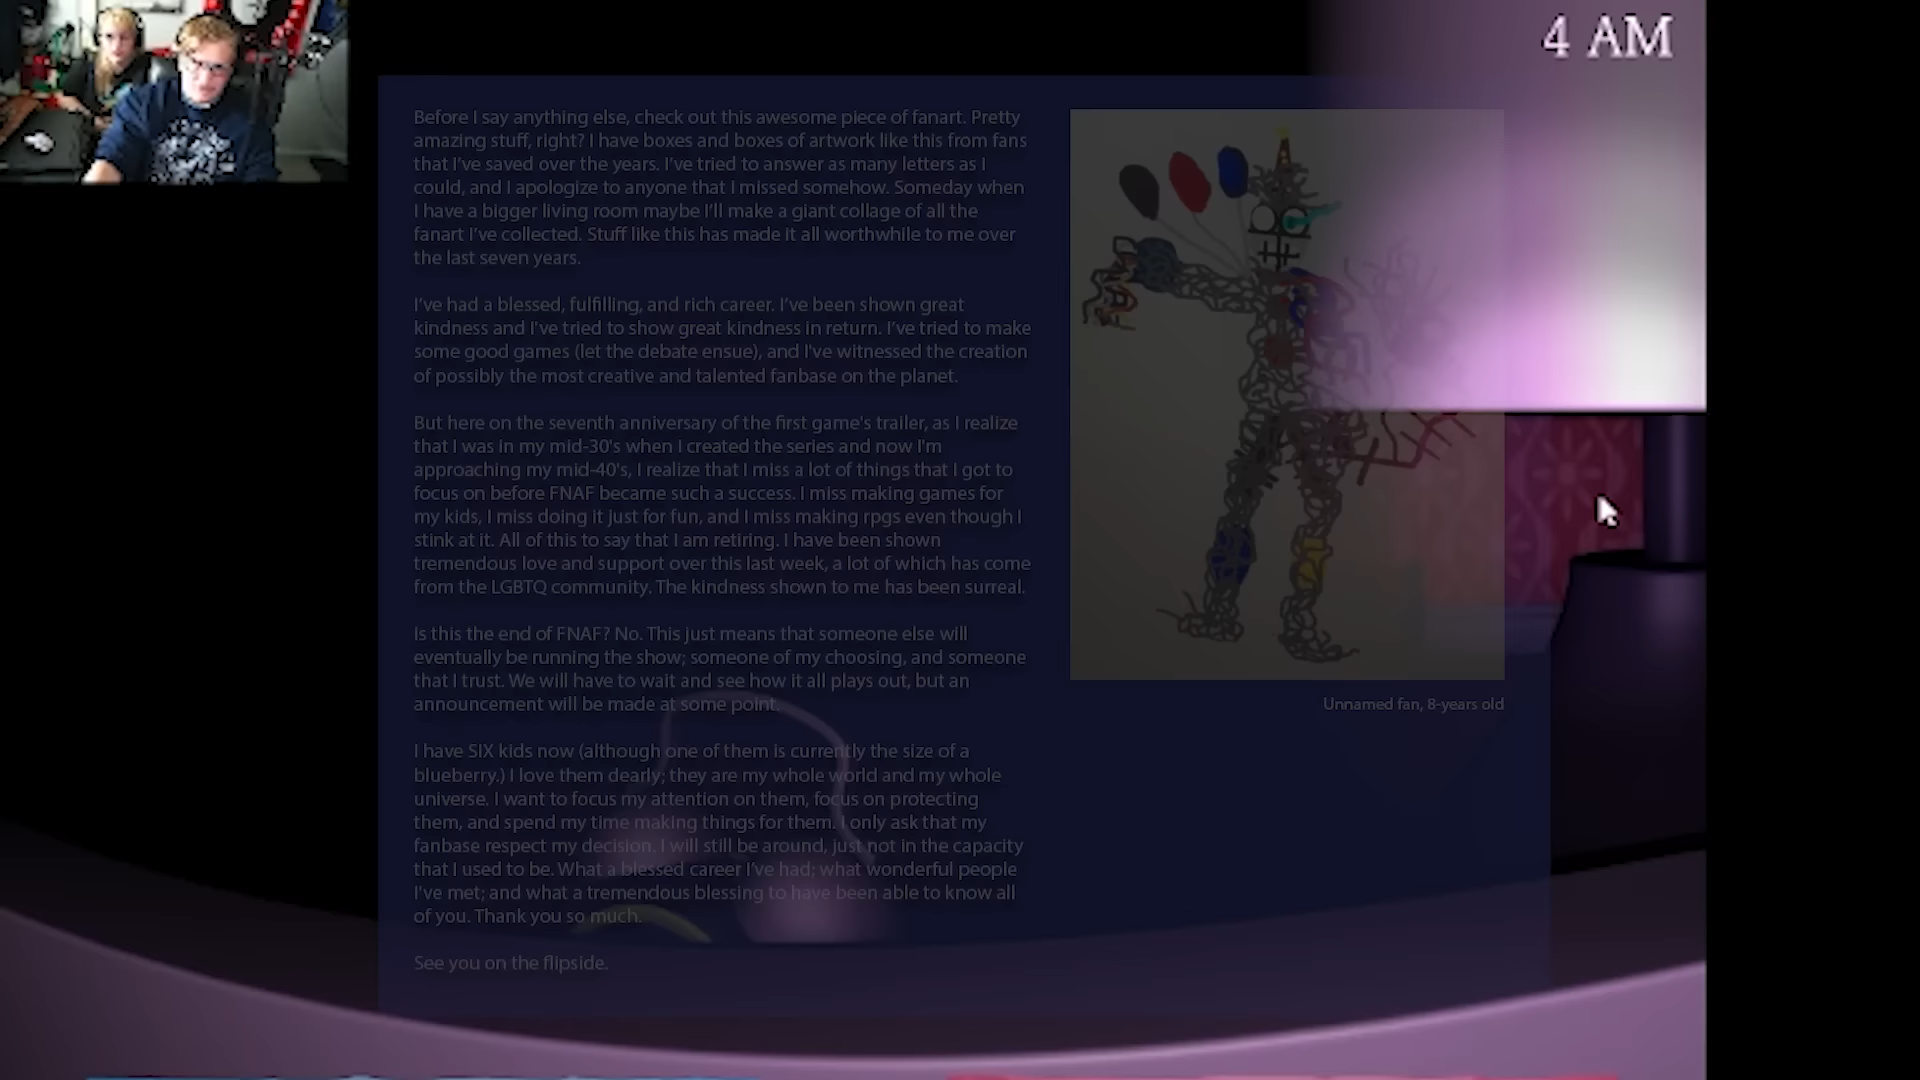 4 AM
Before I say anything else, check out this awesome piece of fanart. Pretty
amazing stuff, right? I have boxes and boxes of artwork like this from fans
that I've saved over the years. I've tried to answer as many letters as I
could, and I apologize to anyone that I missed somehow. Someday when
I have a bigger living room maybe I'll make a giant collage of all the
fanart I've collected. Stuff like this has made it all worthwhile to me over
the last seven years.
I've had a blessed, fulfilling, and rich career. I've been shown great
kindness and I've tried to show great kindness in return. I've tried to make
some good games (let the debate ensue), and I've witnessed the creation
of possibly the most creative and talented fanbase on the planet.
But here on the seventh anniversary of the first game's trailer, as I realize
that I was in my mid-30's when I created the series and now I'm
approaching my mid-40's, I realize that I miss a lot of things that I got to
focus on before FNAF became such a success. I miss making games for
my kids, I miss doing it just for fun, and I miss making rpgs even though I
stink at it. All of this to say that I am retiring. I have been shown
tremendous love and support over this last week, a lot of which has come
from the LGBTQ community. The kindness shown to me has been surreal.
Is this the end of FNAF? No. This just means that someone else will
eventually be running the show; someone of my choosing, and someone
that I trust. We will have to wait and see how it all plays out, but an
announcement will be made at some point.
I have SIX kids now (although one of them is currently the size of a
blueberry.) I love them dearly; they are my whole world and my whole
universe. I want to focus my attention on them, focus on protecting
them, and spend my time making things for them. I only ask that my
fanbase respect my decision. I will still be around, just not in the capacity
that I used to be. What a blessed career I've had; what wonderful people
I've met; and what a tremendous blessing to have been able to know all
of you. Thank you so much.
See you on the flipside.
Unnamed fan, 8-years old